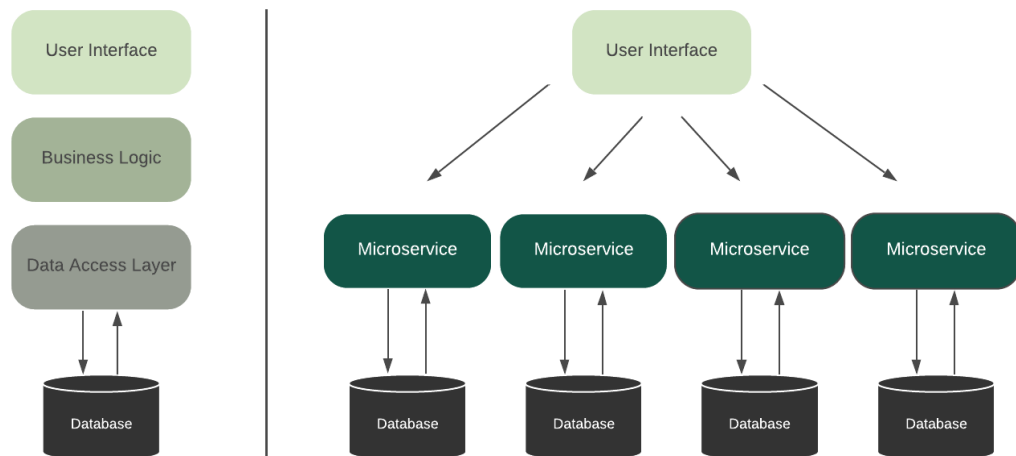 User Interface
Business Logic
Data Access Layer
Database
User Interface
Microservice
Microservice
Microservice
Microservice
Database
Database
Database
Database